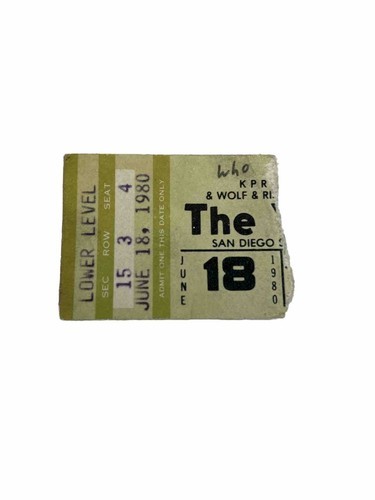 LOWER LEVEL
SEC ROW SEAT
15 3 4
JUNE 18, 1980
ADMIT ONE THIS DATE ONLY
who
KPR
& WOLF & RI
The
SAN DIEGO S
JUNE 18 1980